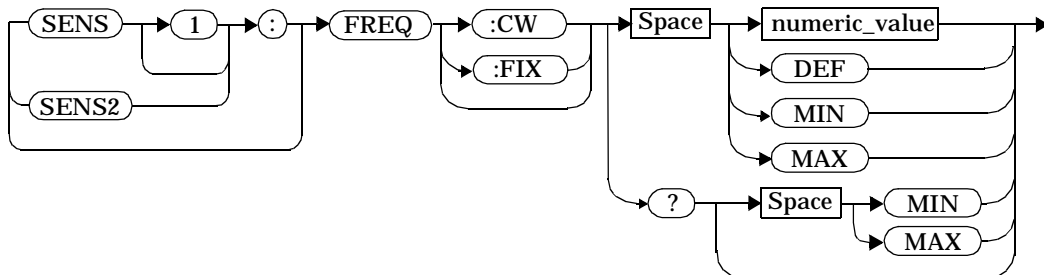 SENS 1 : FREQ :CW Space numeric_value
:FIX DEF
SENS2 MIN
MAX
? Space MIN
MAX